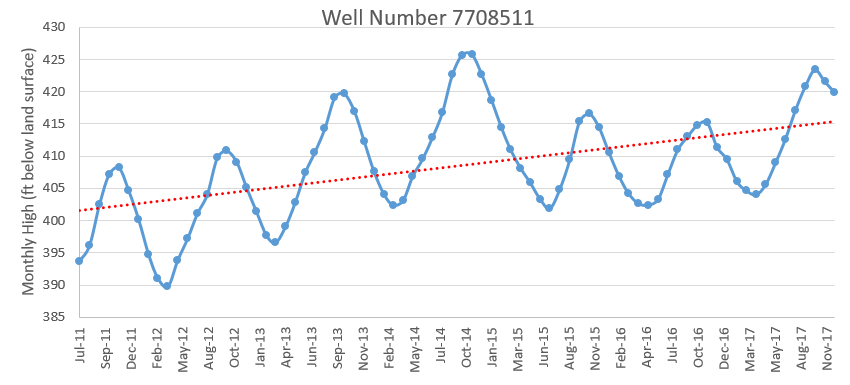 Well Number 7708511
Monthly High (ft below land surface)
430
425
420
415
410
405
400
395
390
385
Jul-11
Sep-11
Dec-11
Feb-12
May-12
Aug-12
Oct-12
Jan-13
Apr-13
Jun-13
Sep-13
Nov-13
Feb-14
May-14
Jul-14
Oct-14
Jan-15
Mar-15
Jun-15
Aug-15
Nov-15
Feb-16
Apr-16
Jul-16
Oct-16
Dec-16
Mar-17
May-17
Aug-17
Nov-17